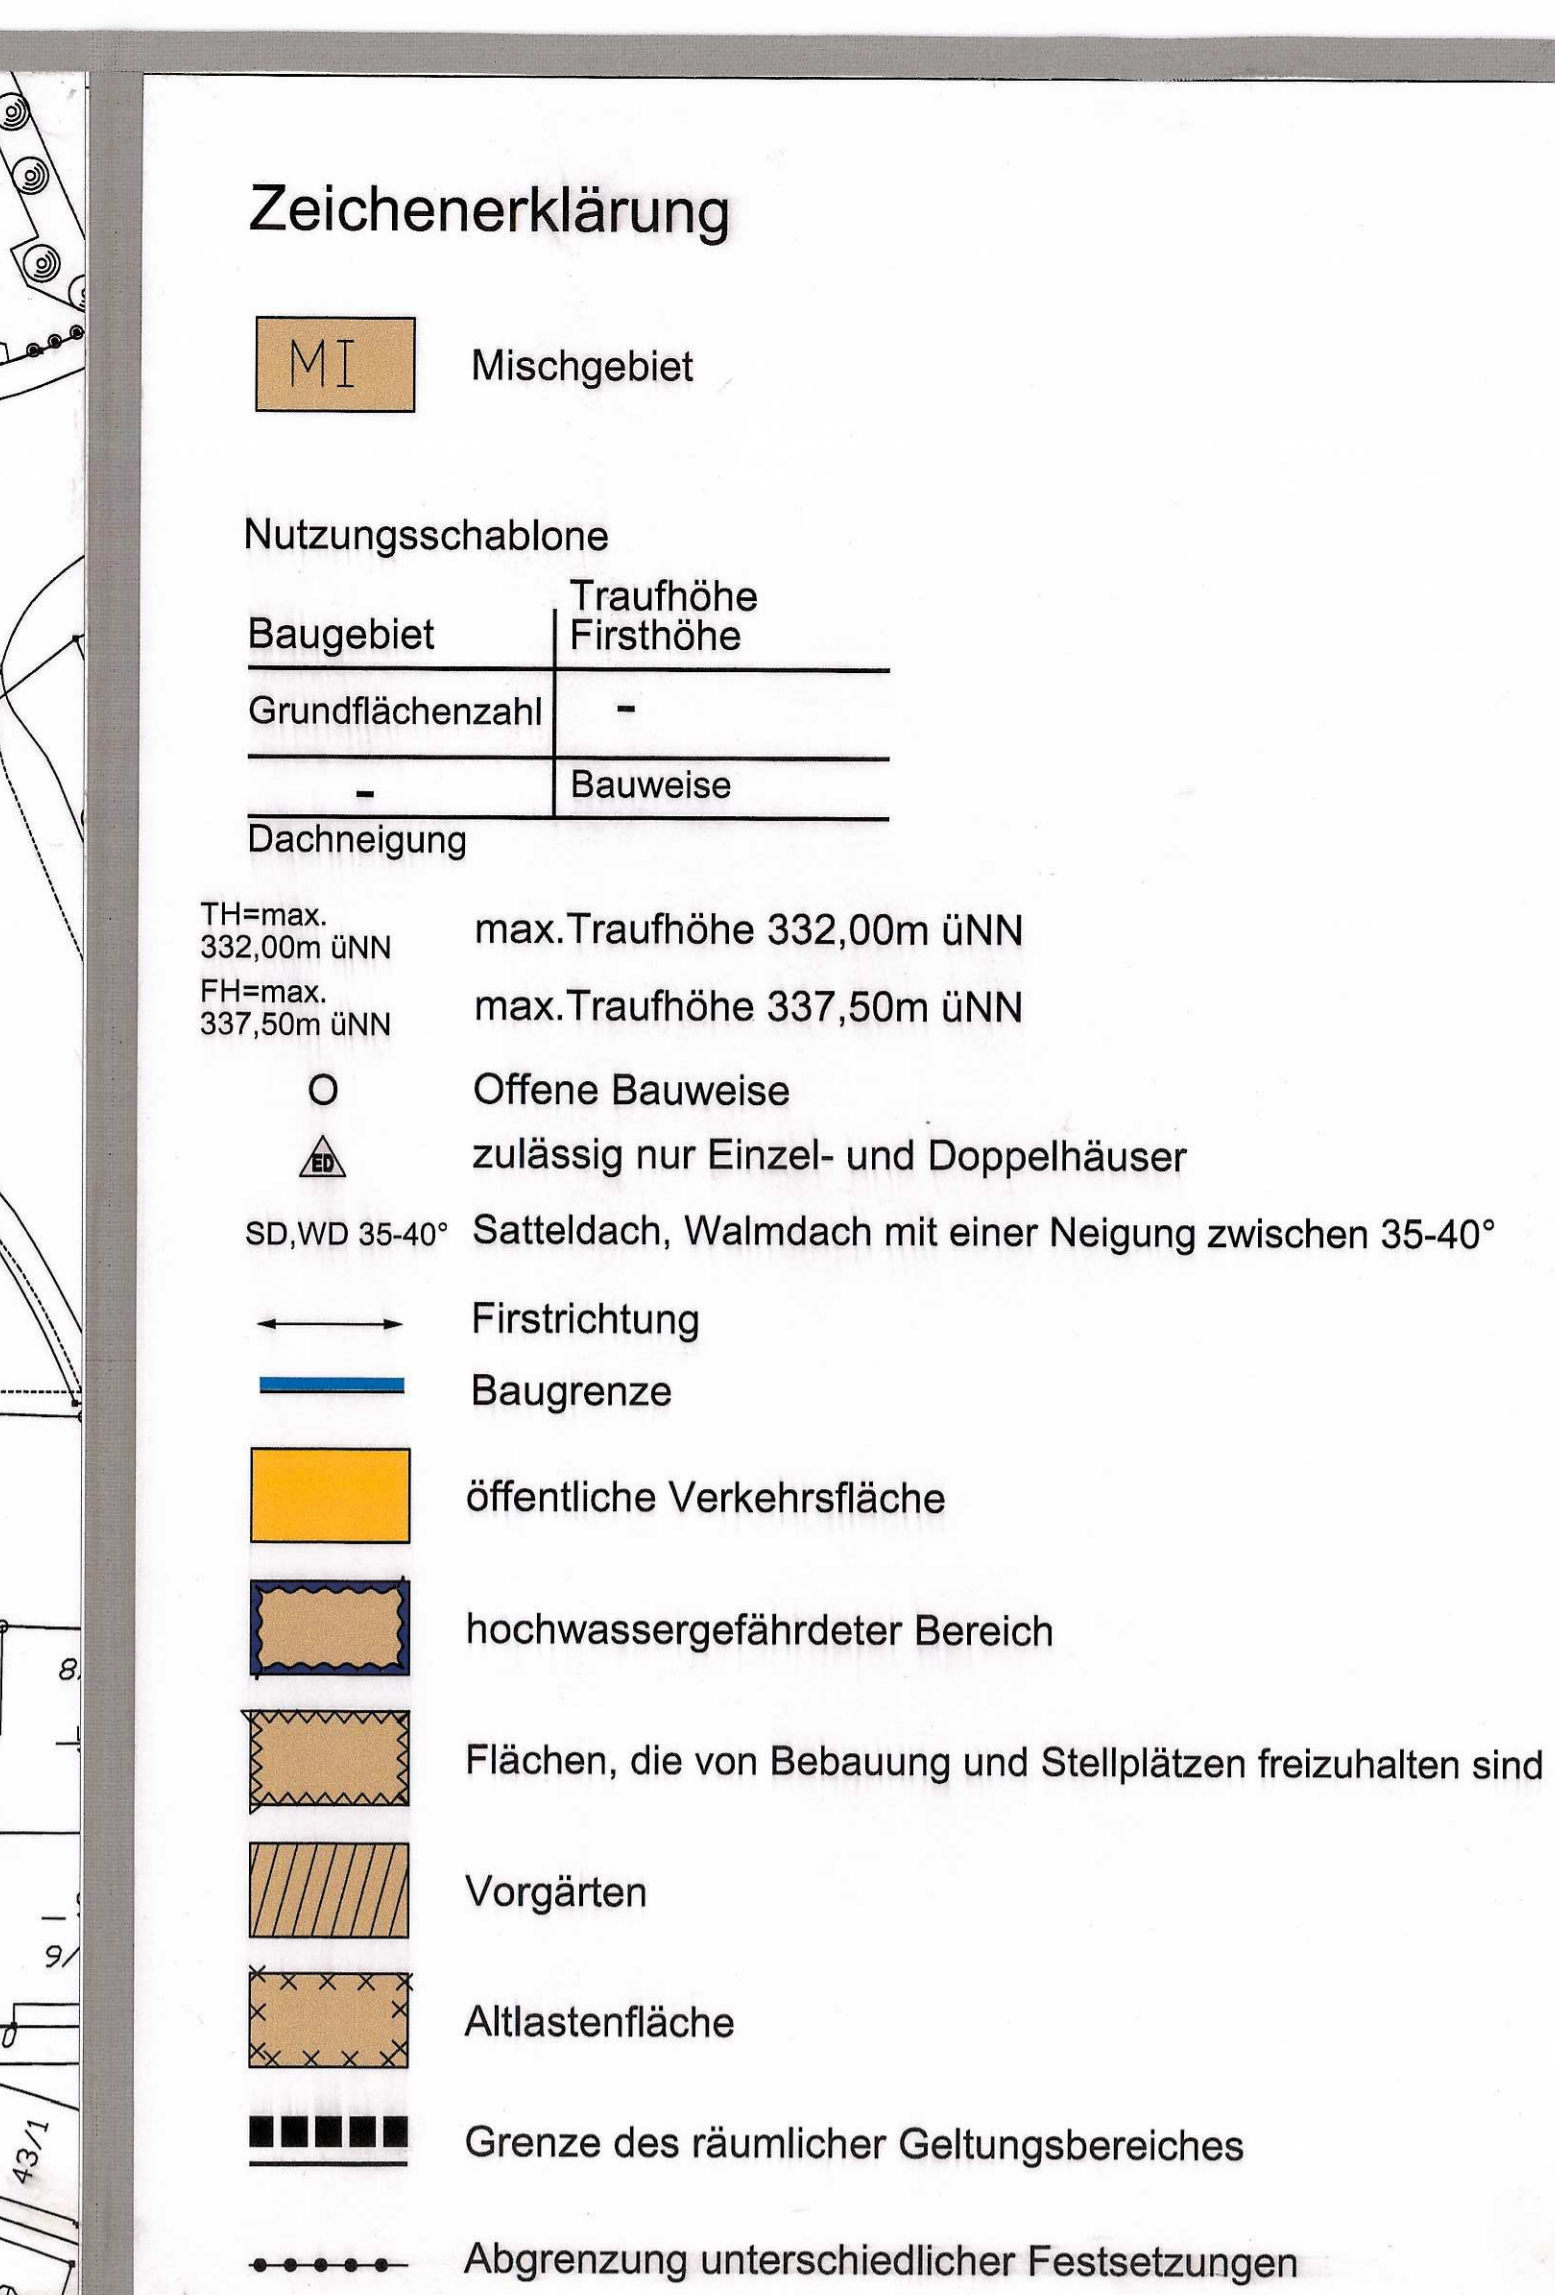 Zeichenerklärung
MI Mischgebiet
Nutzungsschablone
Traufhöhe
Baugebiet Firsthöhe
Grundflächenzahl -
- Bauweise
Dachneigung
TH=max.
332,00m üNN max.Traufhöhe 332,00m üNN
FH=max.
337,50m üNN max.Traufhöhe 337,50m üNN
O Offene Bauweise
ED zulässig nur Einzel- und Doppelhäuser
SD,WD 35-40° Satteldach, Walmdach mit einer Neigung zwischen 35-40°
Firstrichtung
Baugrenze
öffentliche Verkehrsfläche
hochwassergefährdeter Bereich
8
Flächen, die von Bebauung und Stellplätzen freizuhalten sind
Vorgärten
9/
Altlastenfläche
43/1
Grenze des räumlicher Geltungsbereiches
Abgrenzung unterschiedlicher Festsetzungen